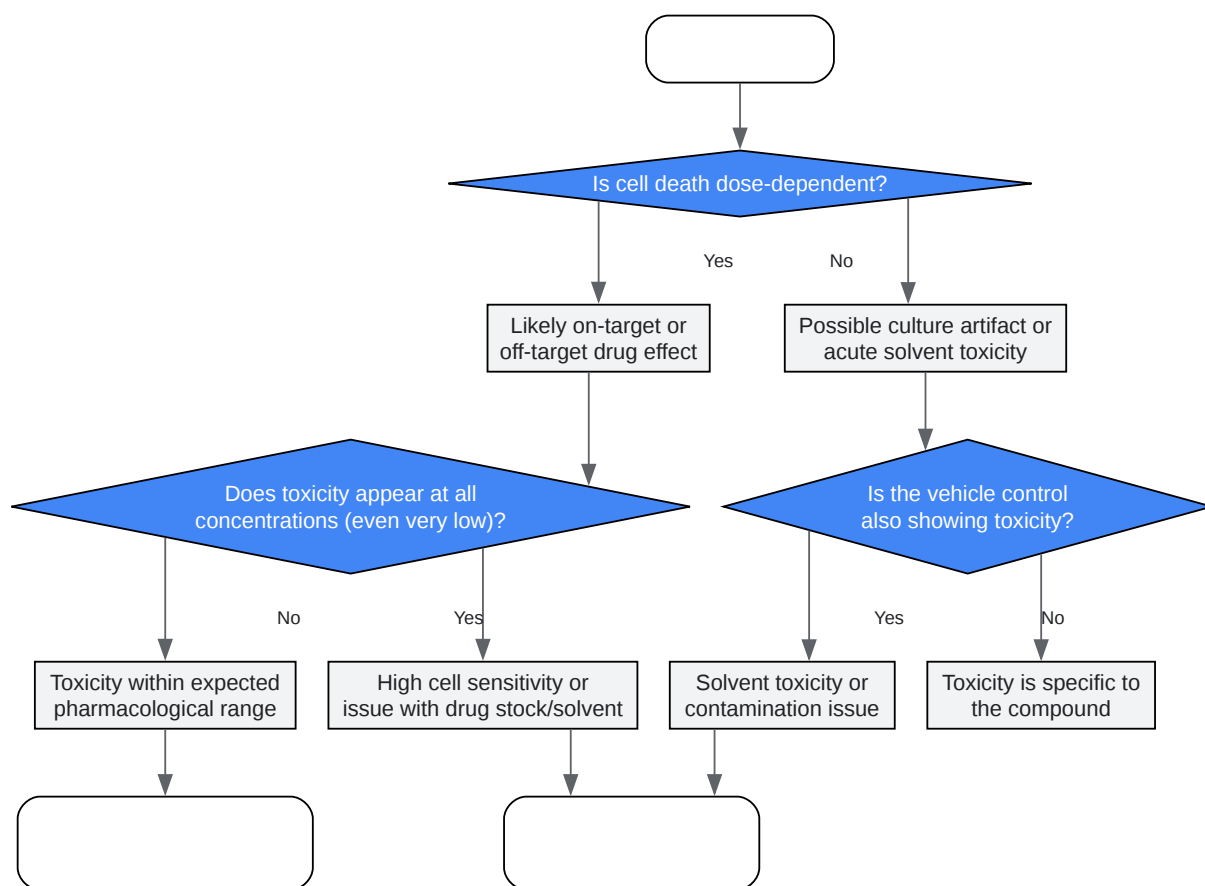 Is cell death dose-dependent?
Yes
No
Likely on-target or
off-target drug effect
Possible culture artifact or
acute solvent toxicity
Does toxicity appear at all
concentrations (even very low)?
Is the vehicle control
also showing toxicity?
No
Yes
Yes
No
Toxicity within expected
pharmacological range
High cell sensitivity or
issue with drug stock/solvent
Solvent toxicity or
contamination issue
Toxicity is specific to
the compound